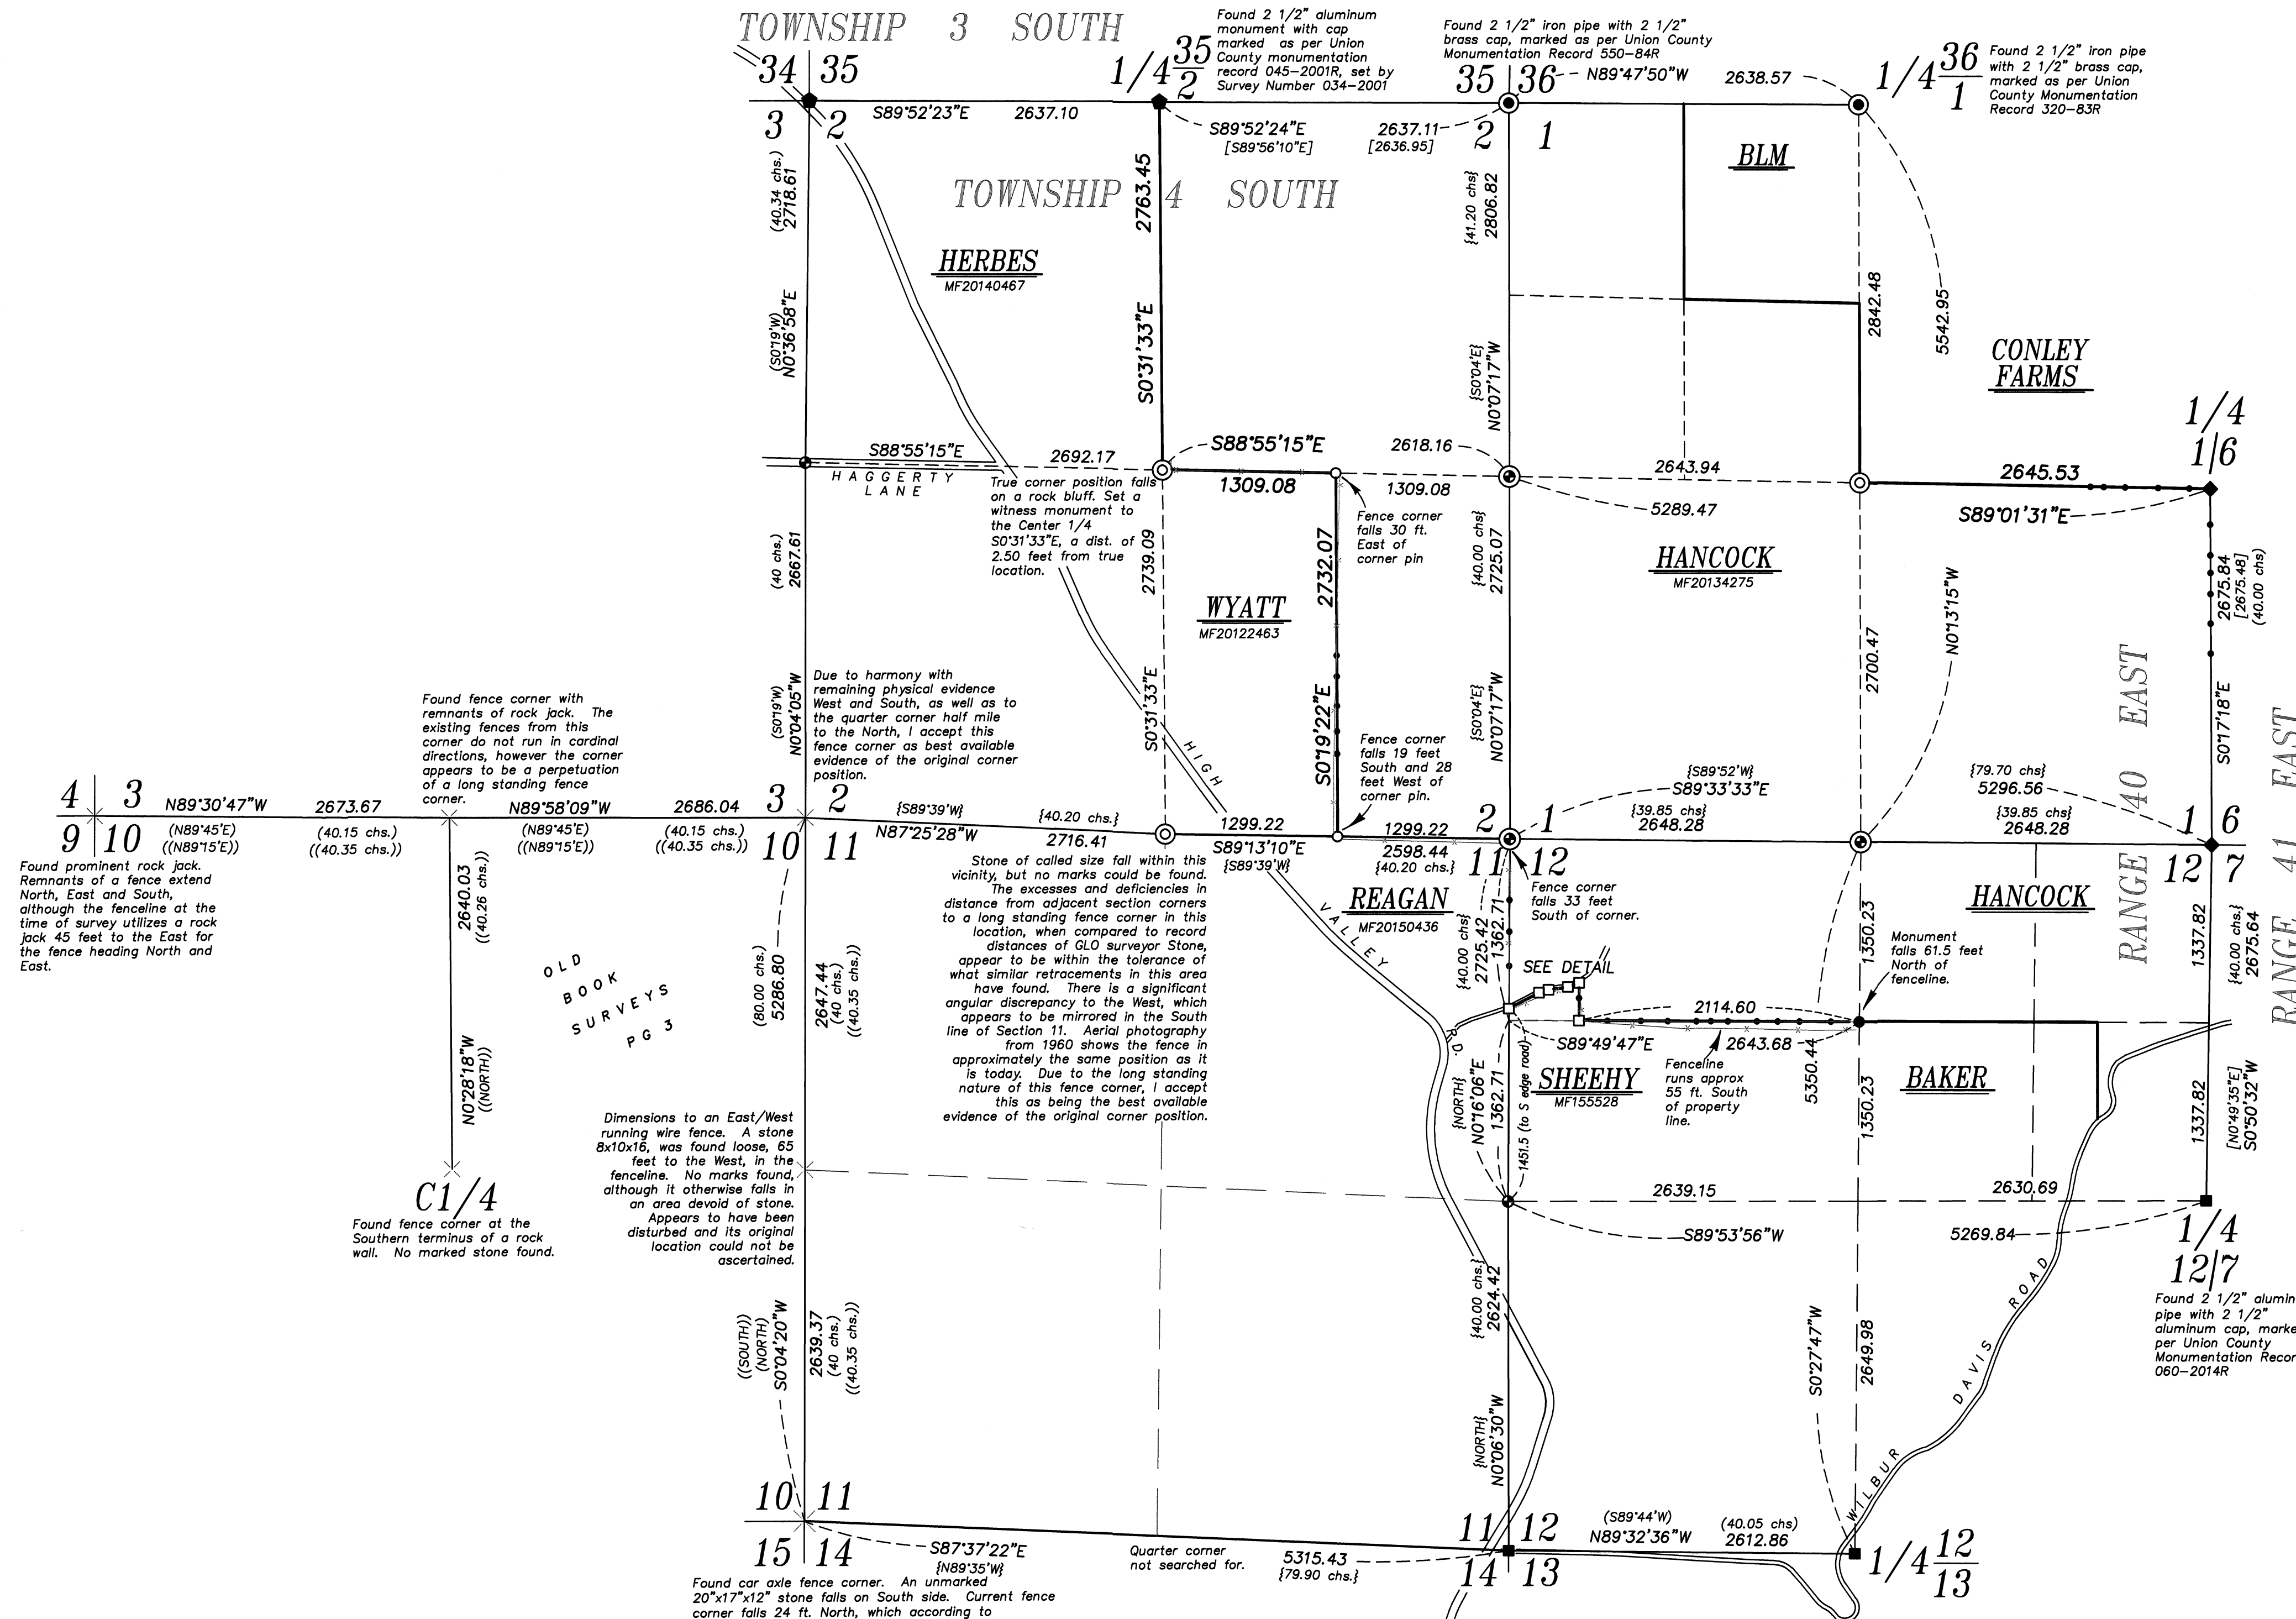 TOWNSHIP 3 SOUTH
34 35
3 2
S89°52'23"E 2637.10
1/4 35
2
Found 2 1/2" aluminum
monument with cap
marked as per Union
County monumentation
record 045-2001R, set by
Survey Number 034-2001
S89°52'24"E 2637.11
[S89°56'10"E] [2636.95]
Found 2 1/2" iron pipe with 2 1/2"
brass cap, marked as per Union County
Monumentation Record 550-84R
35 36
2 1
N89°47'50"W 2638.57
1/4 36
1
Found 2 1/2" iron pipe
with 2 1/2" brass cap,
marked as per Union
County Monumentation
Record 320-83R
TOWNSHIP 4 SOUTH
BLM
(40.34 chs.)
2718.61
(S0°19'W)
N0°36'58"E
HERBES
MF20140467
2763.45
S0°31'33"E
{41.20 chs}
2806.82
{S0°04'E}
N0°07'17"W
2842.48
5542.95
CONLEY
FARMS
1/4
1|6
S88°55'15"E
2692.17
HAGGERTY
LANE
S88°55'15"E
2618.16
1309.08
1309.08
2643.94
5289.47
2645.53
S89°01'31"E
True corner position falls
on a rock bluff. Set a
witness monument to
the Center 1/4
S0°31'33"E, a dist. of
2.50 feet from true
location.
Fence corner
falls 30 ft.
East of
corner pin
(40 chs.)
2667.61
(S0°19'W)
N0°04'05"W
2739.09
S0°31'33"E
WYATT
MF20122463
2732.07
S0°19'22"E
{40.00 chs}
2725.07
{S0°04'E}
N0°07'17"W
HANCOCK
MF20134275
2700.47
N0°13'15"W
2675.84
[2675.48]
(40.00 chs)
S0°17'18"E
RANGE 40 EAST
RANGE 41 EAST
Found fence corner with
remnants of rock jack. The
existing fences from this
corner do not run in cardinal
directions, however the corner
appears to be a perpetuation
of a long standing fence
corner.
Due to harmony with
remaining physical evidence
West and South, as well as to
the quarter corner half mile
to the North, I accept this
fence corner as best available
evidence of the original corner
position.
Fence corner
falls 19 feet
South and 28
feet West of
corner pin.
HIGH
VALLEY
RD.
4 3
9 10
N89°30'47"W 2673.67
(N89°45'E) (40.15 chs.)
((N89°15'E)) ((40.35 chs.))
N89°58'09"W 2686.04
(N89°45'E) (40.15 chs.)
((N89°15'E)) ((40.35 chs.))
3 2
10 11
{S89°39'W} {40.20 chs.}
N87°25'28"W 2716.41
1299.22 1299.22
S89°13'10"E 2598.44
{S89°39'W} {40.20 chs.}
2 1
11 12
{S89°52'W}
S89°33'33"E
{39.85 chs}
2648.28
{79.70 chs}
5296.56
{39.85 chs}
2648.28
1 6
12 7
Found prominent rock jack.
Remnants of a fence extend
North, East and South,
although the fenceline at the
time of survey utilizes a rock
jack 45 feet to the East for
the fence heading North and
East.
2640.03
((40.26 chs.))
N0°28'18"W
((NORTH))
OLD
BOOK
SURVEYS
PG 3
C1/4
Found fence corner at the
Southern terminus of a rock
wall. No marked stone found.
(80.00 chs.)
5286.80
2647.44
(40 chs.)
((40.35 chs.))
Stone of called size fall within this
vicinity, but no marks could be found.
The excesses and deficiencies in
distance from adjacent section corners
to a long standing fence corner in this
location, when compared to record
distances of GLO surveyor Stone,
appear to be within the tolerance of
what similar retracements in this area
have found. There is a significant
angular discrepancy to the West, which
appears to be mirrored in the South
line of Section 11. Aerial photography
from 1960 shows the fence in
approximately the same position as it
is today. Due to the long standing
nature of this fence corner, I accept
this as being the best available
evidence of the original corner position.
REAGAN
MF20150436
Fence corner
falls 33 feet
South of corner.
{40.00 chs}
2725.42
1362.71
SEE DETAIL
2114.60
S89°49'47"E 2643.68
Fenceline
runs approx
55 ft. South
of property
line.
SHEEHY
MF155528
{NORTH}
N0°16'06"E
1362.71
1451.5 (to S edge road)
1350.23
HANCOCK
Monument
falls 61.5 feet
North of
fenceline.
5350.44
1350.23
BAKER
1337.82
{40.00 chs.}
2675.64
1337.82
[N0°49'35"E]
S0°50'32"W
Dimensions to an East/West
running wire fence. A stone
8x10x16, was found loose, 65
feet to the West, in the
fenceline. No marks found,
although it otherwise falls in
an area devoid of stone.
Appears to have been
disturbed and its original
location could not be
ascertained.
2639.15 2630.69
S89°53'56"W 5269.84
1/4
12|7
Found 2 1/2" alumin
pipe with 2 1/2"
aluminum cap, marke
per Union County
Monumentation Recor
060-2014R
((SOUTH))
(NORTH)
S0°04'20"W
2639.37
(40 chs.)
((40.35 chs.))
{40.00 chs.}
2624.42
{NORTH}
N0°06'30"W
S0°27'47"W
2649.98
WILBUR DAVIS ROAD
10 11
15 14
S87°37'22"E
{N89°35'W}
Quarter corner
not searched for.
5315.43
{79.90 chs.}
11 12
14 13
(S89°44'W) (40.05 chs)
N89°32'36"W 2612.86
1/4 12
13
Found car axle fence corner. An unmarked
20"x17"x12" stone falls on South side. Current fence
corner falls 24 ft. North, which according to